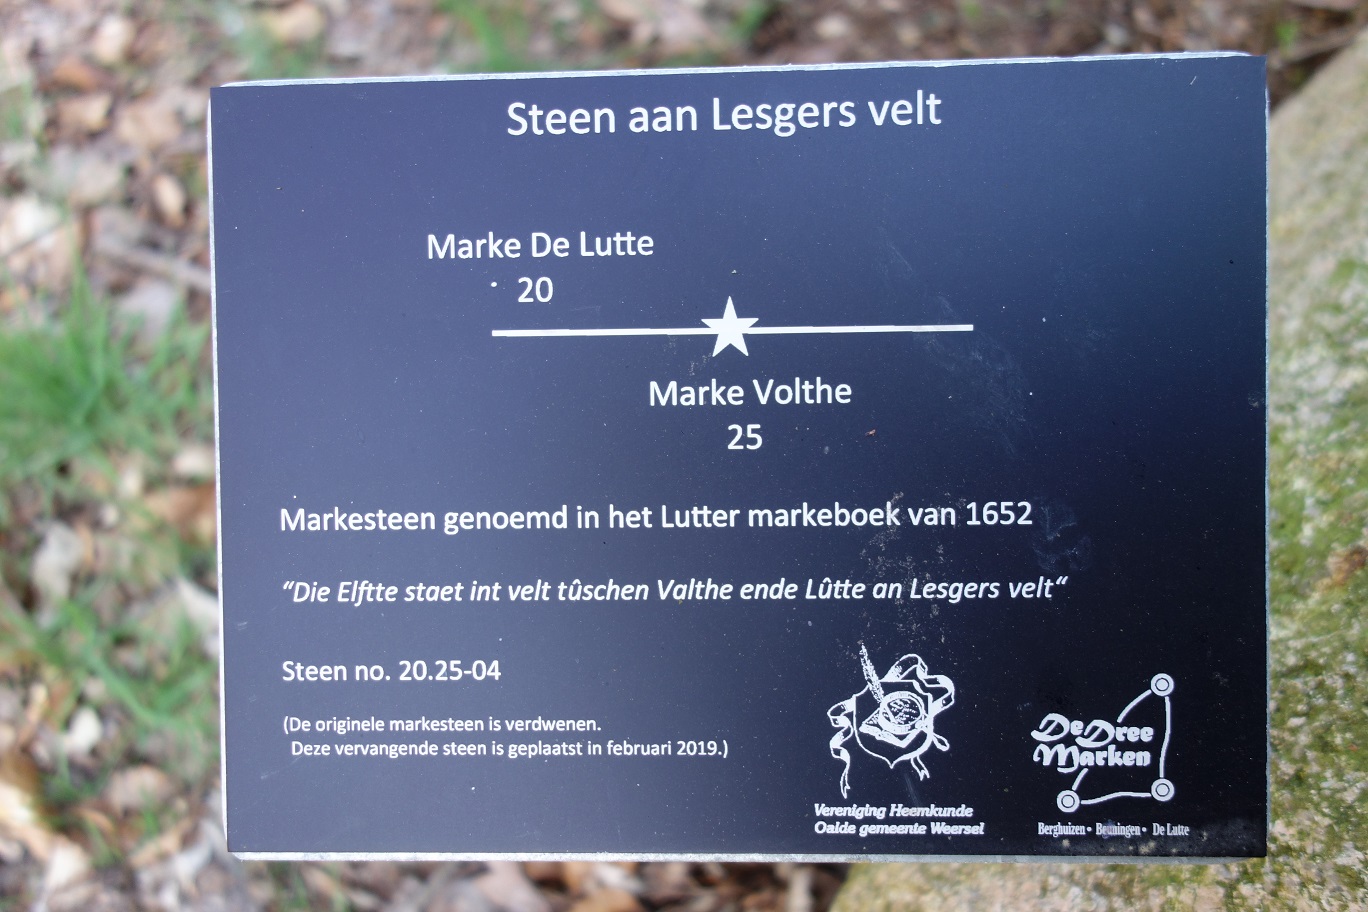 Steen aan Lesgers velt
Marke De Lutte
20
Marke Volthe
25
Markesteen genoemd in het Lutter markeboek van 1652
“Die Elftte staet int velt tûschen Valthe ende Lûtte an Lesgers velt“
Steen no. 20.25-04
(De originele markesteen is verdwenen.
Deze vervangende steen is geplaatst in februari 2019.)
Vereniging Heemkunde
Oalde gemeente Weersel
De Dree
Marken
Berghuizen • Beuningen • De Lutte